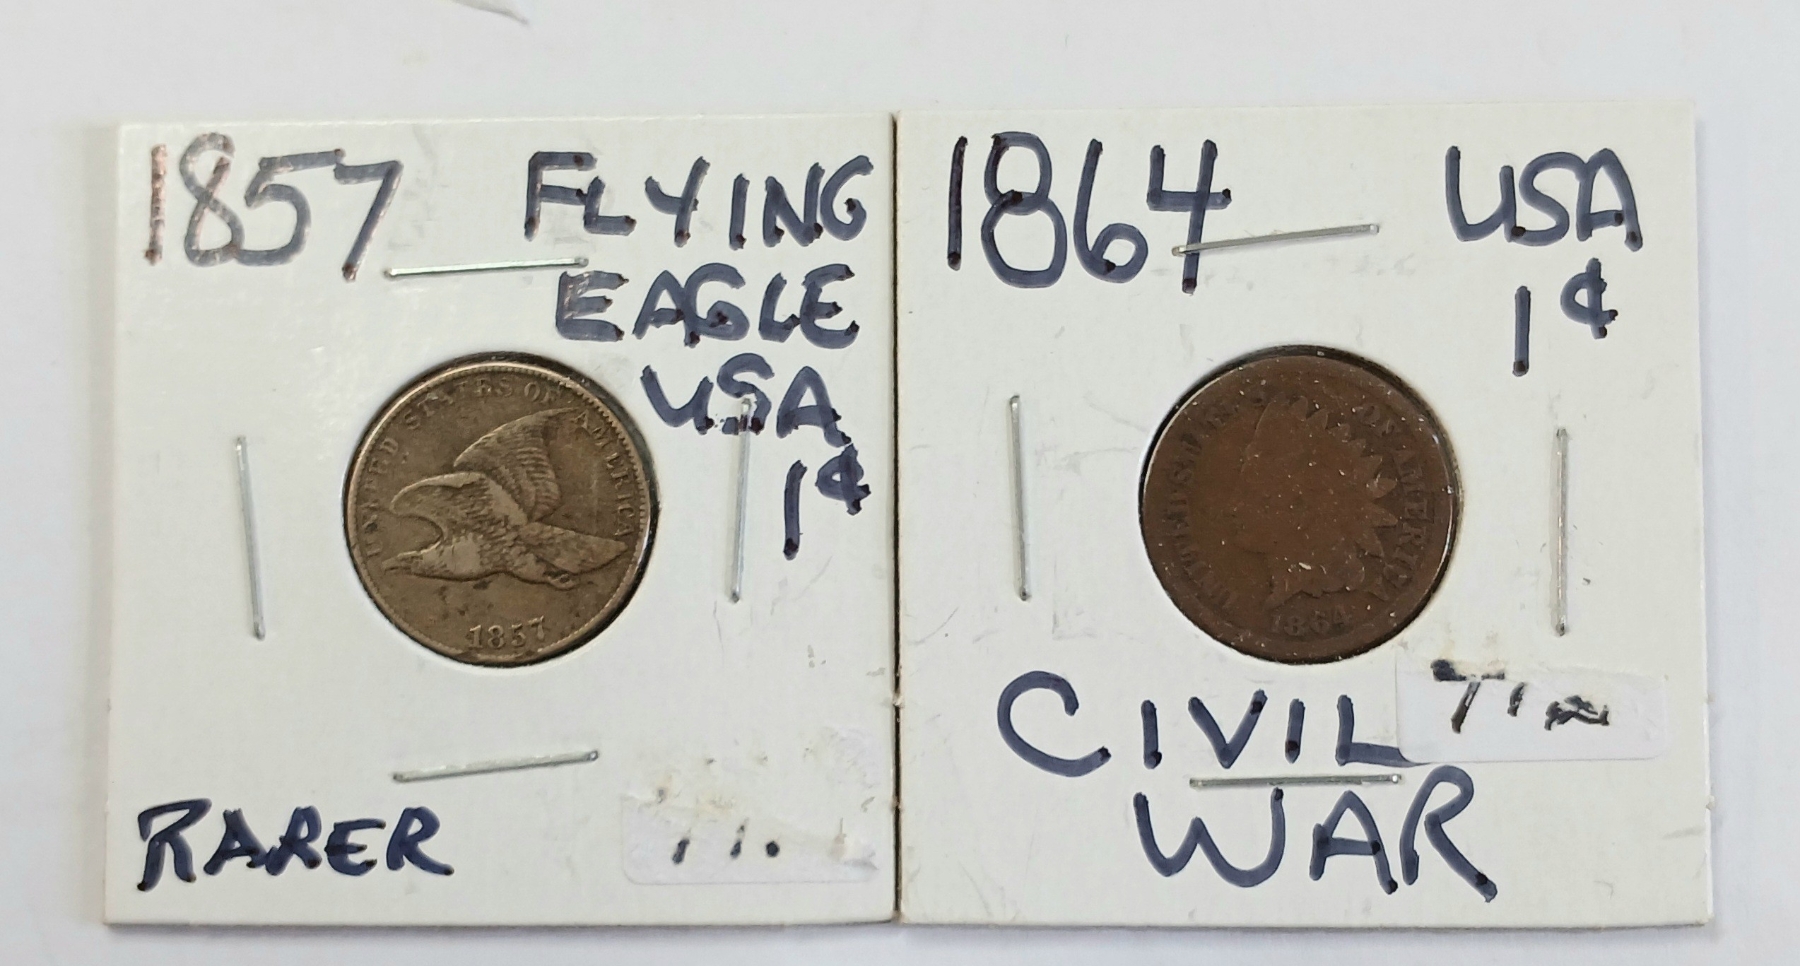 1857 FLYING
EAGLE
USA
1¢
UNITED STATES OF AMERICA
1857
RARER
1864 USA
1¢
UNITED STATES OF AMERICA
1864
CIVIL
WAR